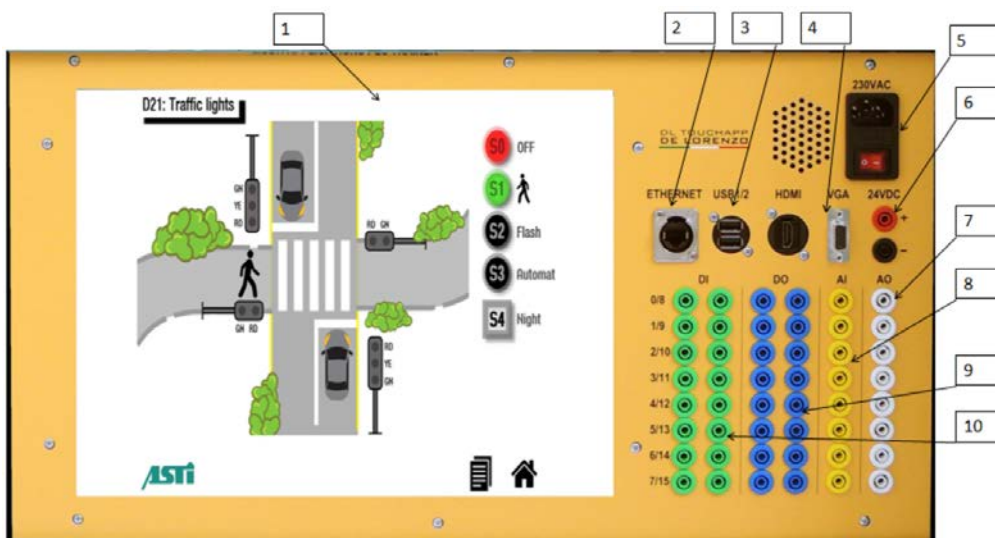 1
2
3
4
5
6
7
8
9
10
D21: Traffic lights
GN
YE
RD
RD GN
GN RD
RD
YE
GN
S0 OFF
S1
S2 Flash
S3 Automat
S4 Night
ASTi
DL TOUCHAPP
DE LORENZO
230VAC
ETHERNET USB1/2 HDMI VGA 24VDC
+
-
DI DO AI AO
0/8
1/9
2/10
3/11
4/12
5/13
6/14
7/15